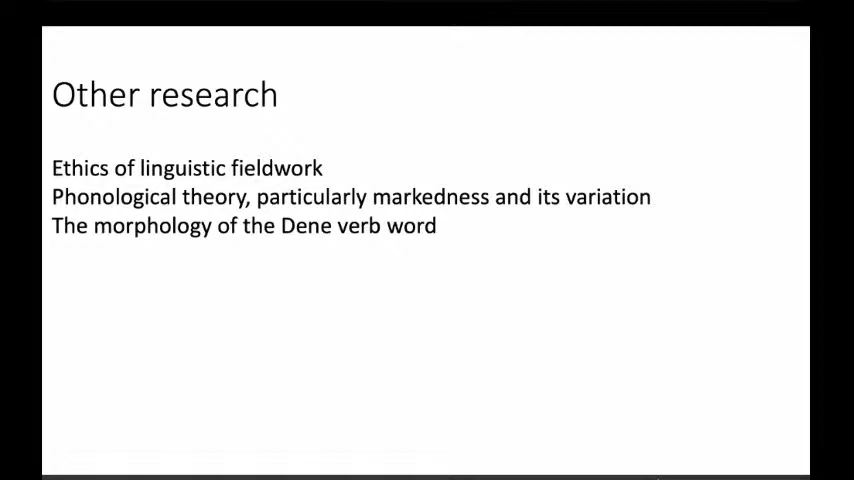 Other research
Ethics of linguistic fieldwork
Phonological theory, particularly markedness and its variation
The morphology of the Dene verb word